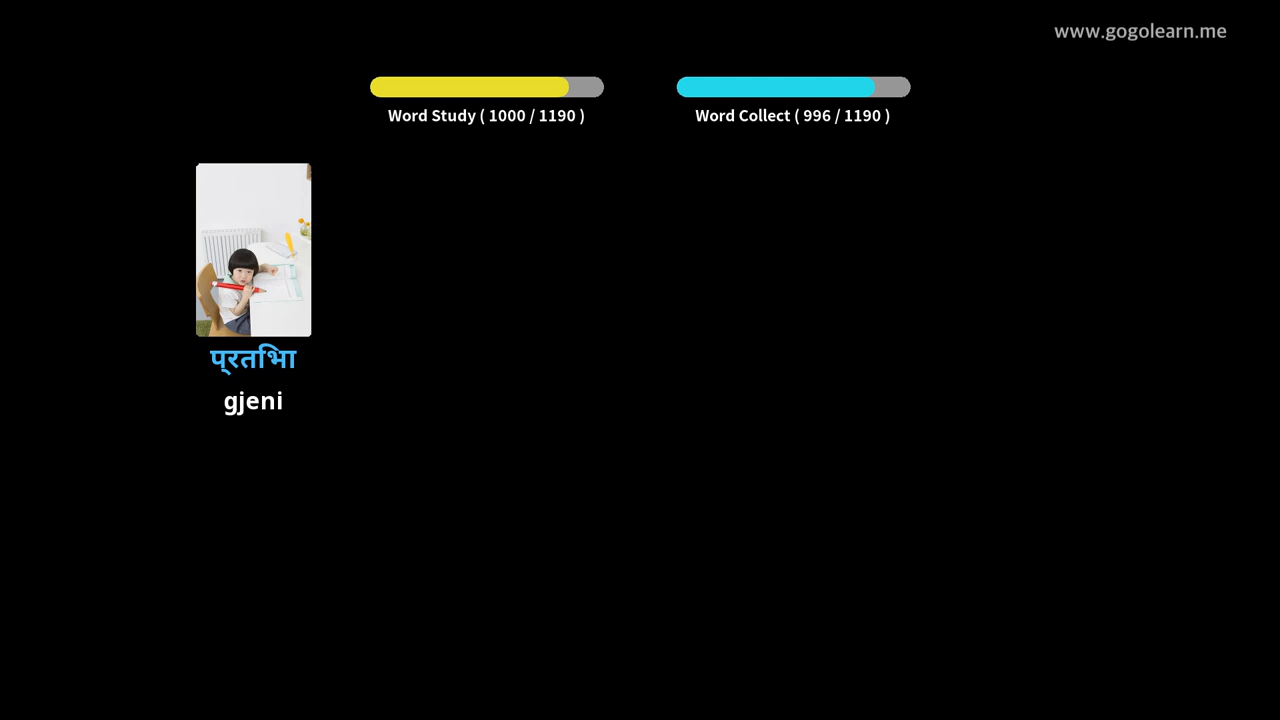 www.gogolearn.me
Word Study ( 1000 / 1190 )
Word Collect ( 996 / 1190 )
प्रतिभा
gjeni